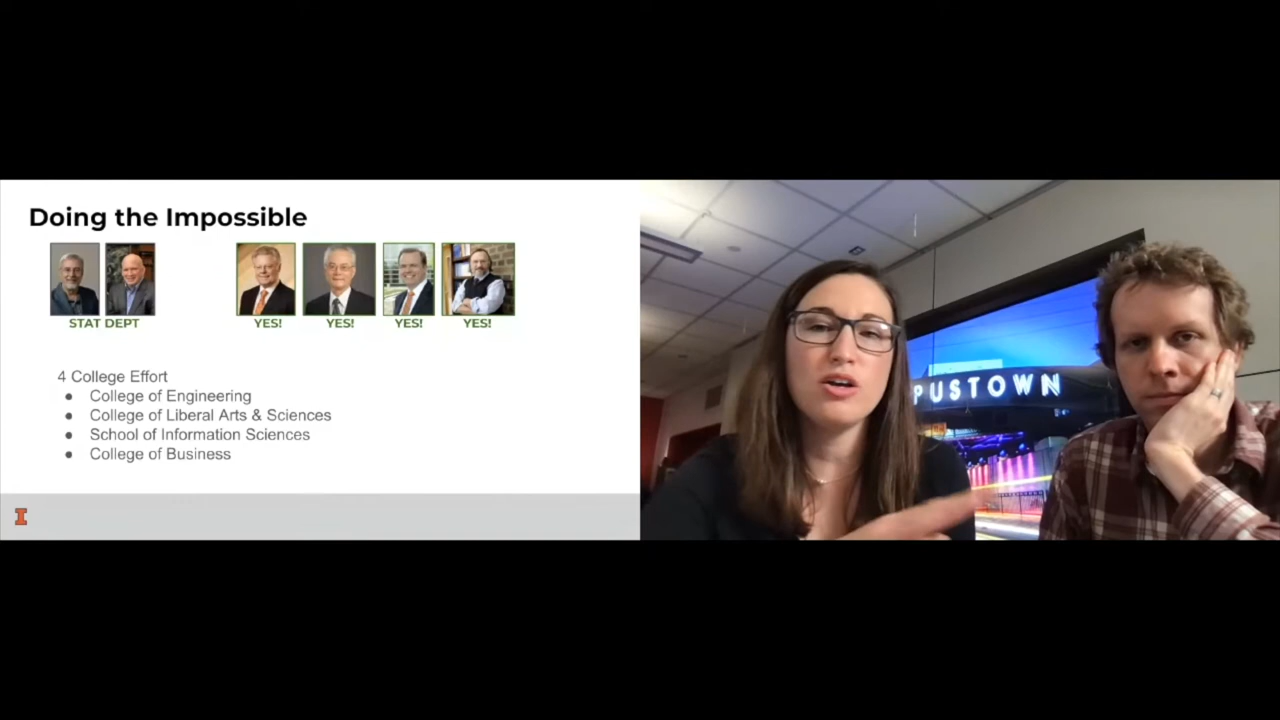 Doing the Impossible
STAT DEPT
YES!
YES!
YES!
YES!
4 College Effort
● College of Engineering
● College of Liberal Arts & Sciences
● School of Information Sciences
● College of Business
I
PUSTOWN